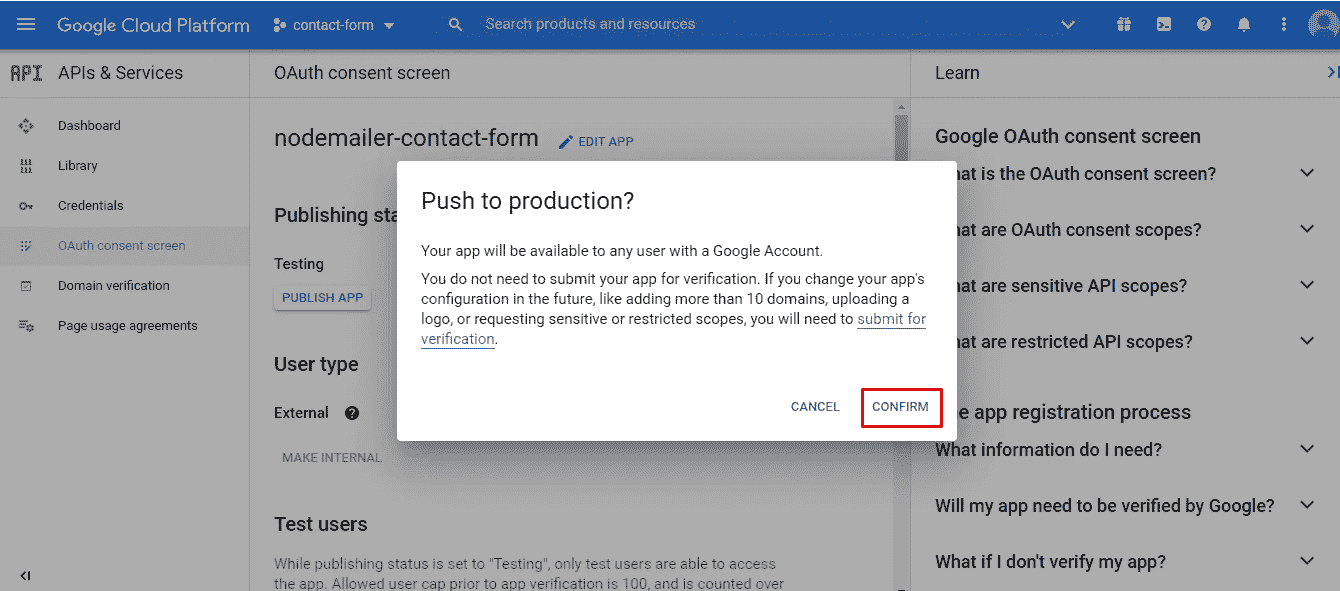 Google Cloud Platform
contact-form
Search products and resources
API
APIs & Services
OAuth consent screen
Learn
Dashboard
Library
Credentials
OAuth consent screen
Domain verification
Page usage agreements
nodemailer-contact-form
EDIT APP
Publishing sta
Testing
PUBLISH APP
User type
External
MAKE INTERNAL
Test users
While publishing status is set to "Testing", only test users are able to access
the app. Allowed user cap prior to app verification is 100, and is counted over
Push to production?
Your app will be available to any user with a Google Account.
You do not need to submit your app for verification. If you change your app's
configuration in the future, like adding more than 10 domains, uploading a
logo, or requesting sensitive or restricted scopes, you will need to submit for
verification.
CANCEL
CONFIRM
Google OAuth consent screen
hat is the OAuth consent screen?
hat are OAuth consent scopes?
hat are sensitive API scopes?
hat are restricted API scopes?
e app registration process
What information do I need?
Will my app need to be verified by Google?
What if I don't verify my app?